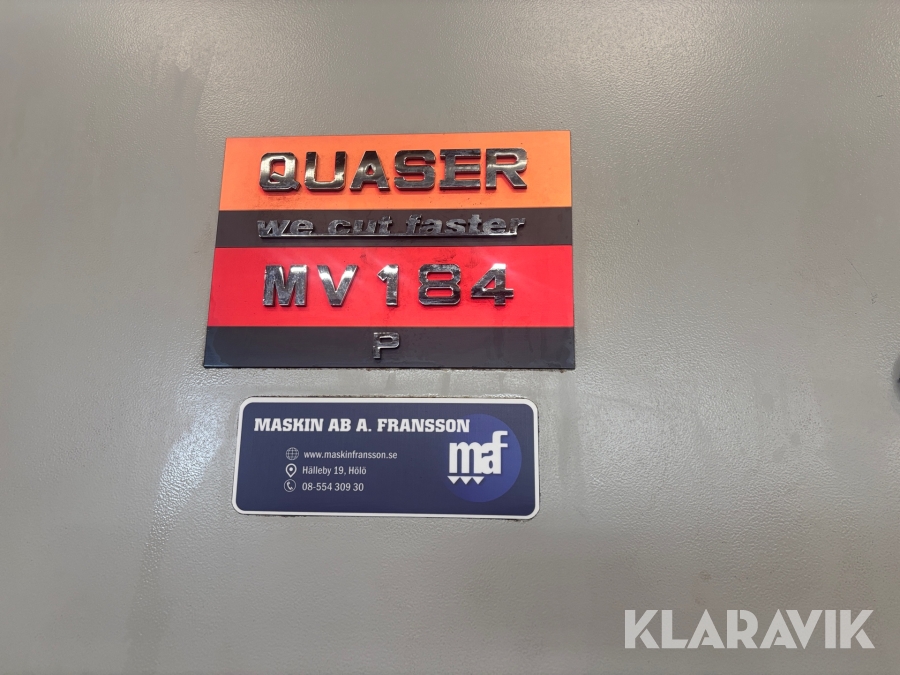 QUASER
we cut faster
MV184
P
MASKIN AB A. FRANSSON
www.maskinfransson.se
Hälleby 19, Hölö
08-554 309 30
maf
KLARAVIK